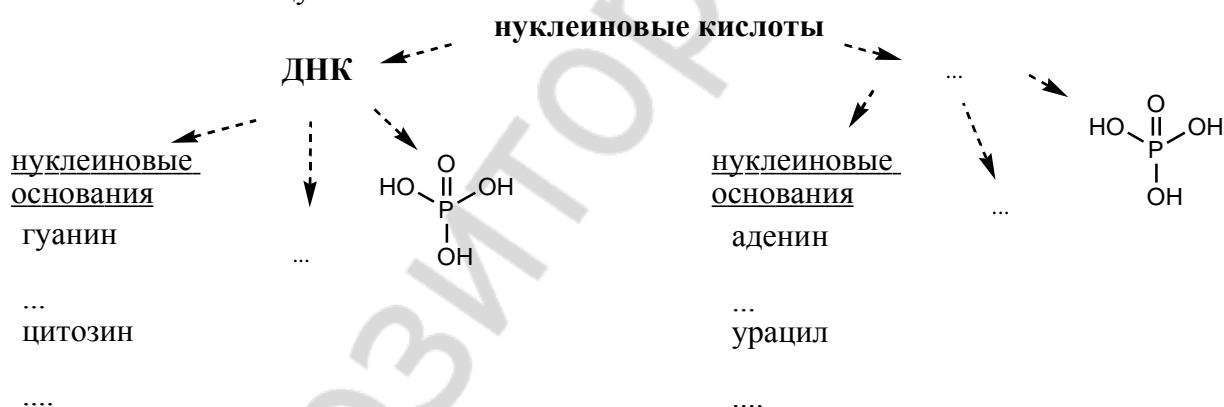 нуклеиновые кислоты
ДНК
...
нуклеиновые
основания
гуанин
...
цитозин
....
...
O
HO
OH
P
OH
нуклеиновые
основания
аденин
...
урацил
....
...
O
HO
OH
P
OH